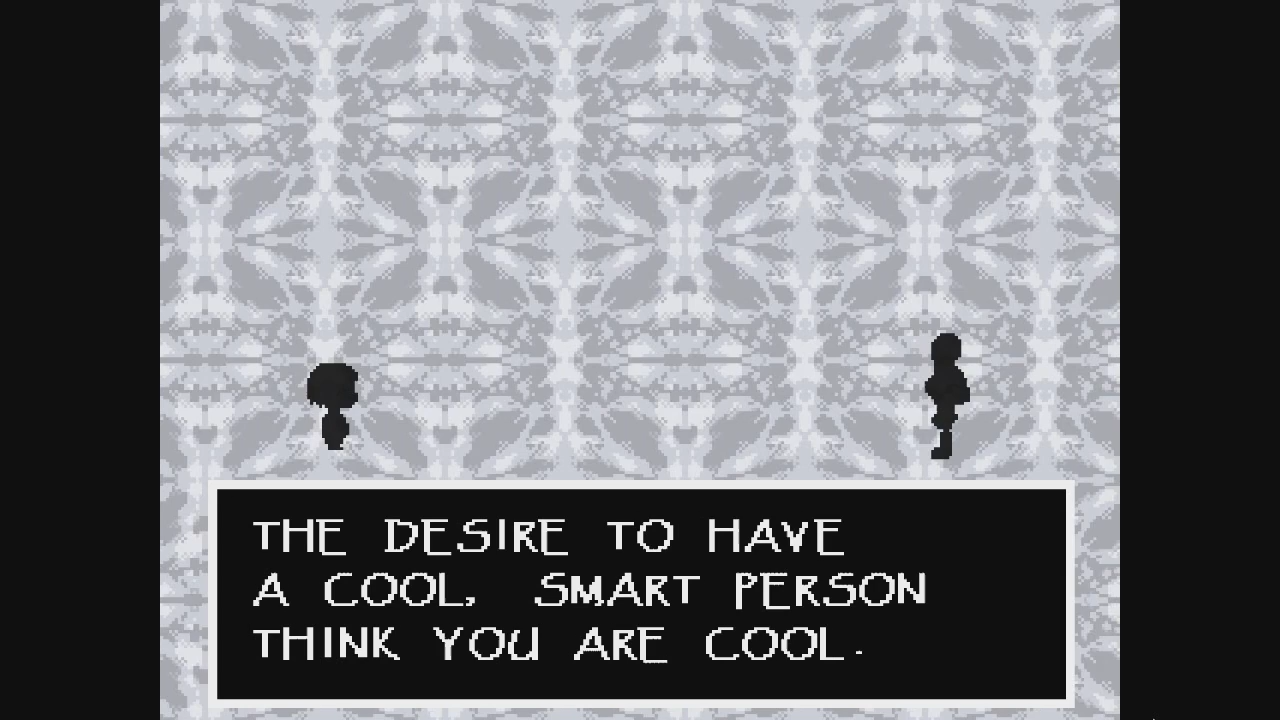 THE DESIRE TO HAVE
A COOL, SMART PERSON
THINK YOU ARE COOL.